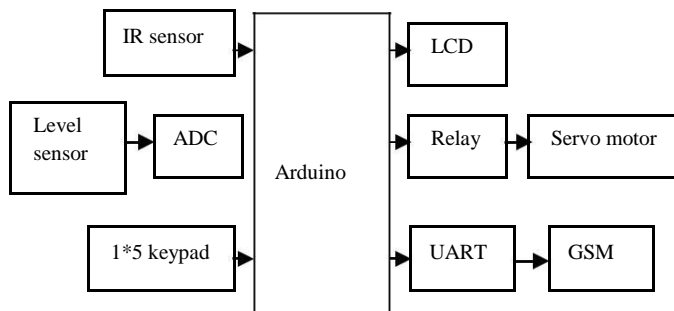 IR sensor
LCD
Level
sensor
ADC
Relay
Servo motor
Arduino
1*5 keypad
UART
GSM